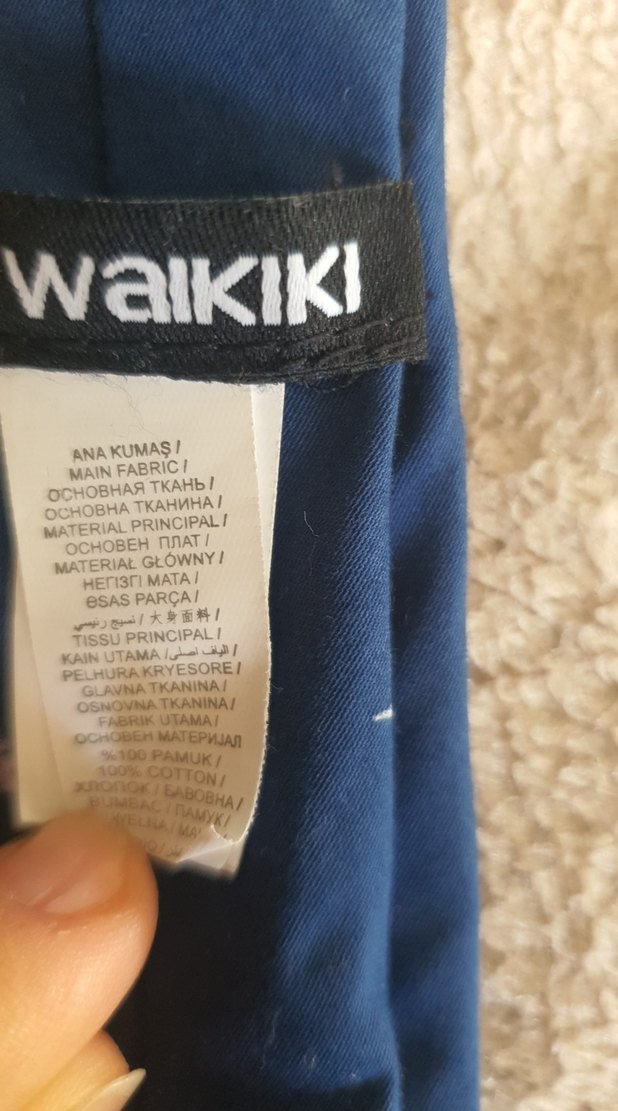 waikiki
ANA KUMAŞ /
MAIN FABRIC /
ОСНОВНАЯ ТКАНЬ /
ОСНОВНА ТКАНИНА /
MATERIAL PRINCIPAL /
ОСНОВЕН ПЛАТ /
MATERIAŁ GŁÓWNY /
НЕГІЗГІ МАТА /
ƏSAS PARÇA /
نسيج رئيسي / 大身面料 /
TISSU PRINCIPAL /
KAIN UTAMA / الیاف اصلی /
PELHURA KRYESORE /
GLAVNA TKANINA /
OSNOVNA TKANINA /
FABRIK UTAMA /
ОСНОВЕН МАТЕРИЈАЛ
%100 PAMUK /
100% COTTON /
ХЛОПОК / БАВОВНА /
BUMBAC / ПАМУК /